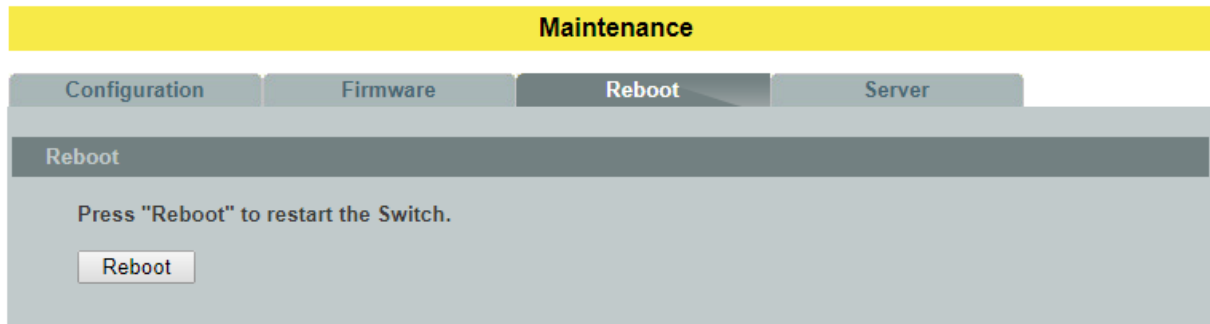 Maintenance
Configuration Firmware Reboot Server
Reboot
Press "Reboot" to restart the Switch.
Reboot